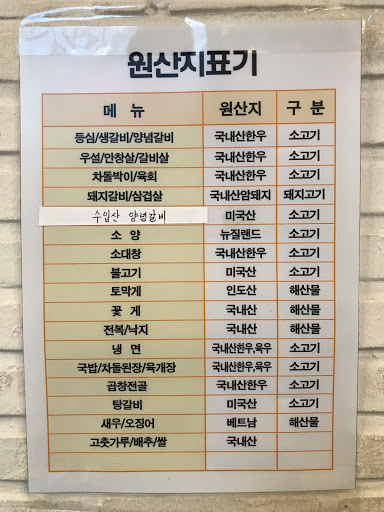 원산지표기
메 뉴 원산지 구 분
등심/생갈비/양념갈비 국내산한우 소고기
우설/안창살/갈비살 국내산한우 소고기
차돌박이/육회 국내산한우 소고기
돼지갈비/삼겹살 국내산암돼지 돼지고기
수입산 양념갈비 미국산 소고기
소 양 뉴질랜드 소고기
소대창 국내산한우 소고기
불고기 미국산 소고기
토막게 인도산 해산물
꽃 게 국내산 해산물
전복/낙지 국내산 해산물
냉 면 국내산한우,육우 소고기
국밥/차돌된장/육개장 국내산한우,육우 소고기
곱창전골 국내산한우 소고기
탕갈비 미국산 소고기
새우/오징어 베트남 해산물
고춧가루/배추/쌀 국내산